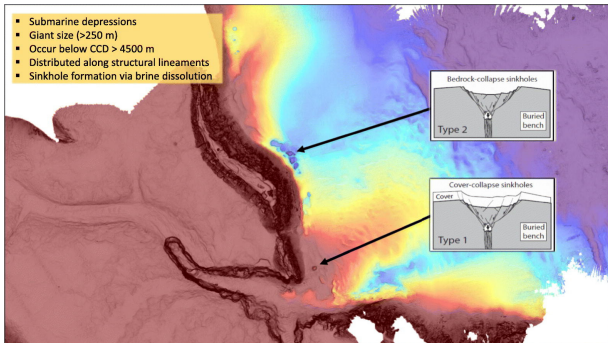 ▪ Submarine depressions
▪ Giant size (>250 m)
▪ Occur below CCD > 4500 m
▪ Distributed along structural lineaments
▪ Sinkhole formation via brine dissolution
Bedrock-collapse sinkholes
Type 2
Buried
bench
Cover-collapse sinkholes
Cover
Type 1
Buried
bench